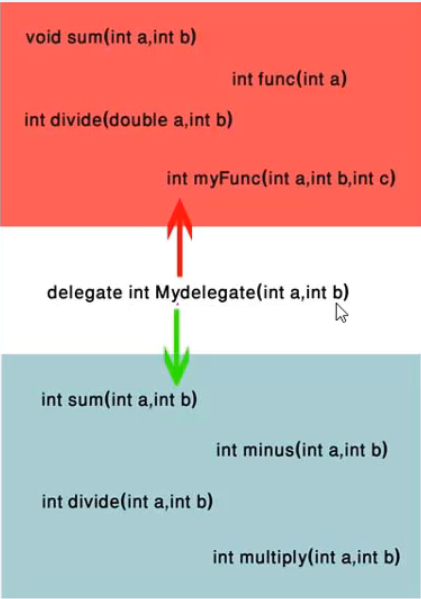 void sum(int a,int b)
int func(int a)
int divide(double a,int b)
int myFunc(int a,int b,int c)
delegate int Mydelegate(int a,int b)
int sum(int a,int b)
int minus(int a,int b)
int divide(int a,int b)
int multiply(int a,int b)